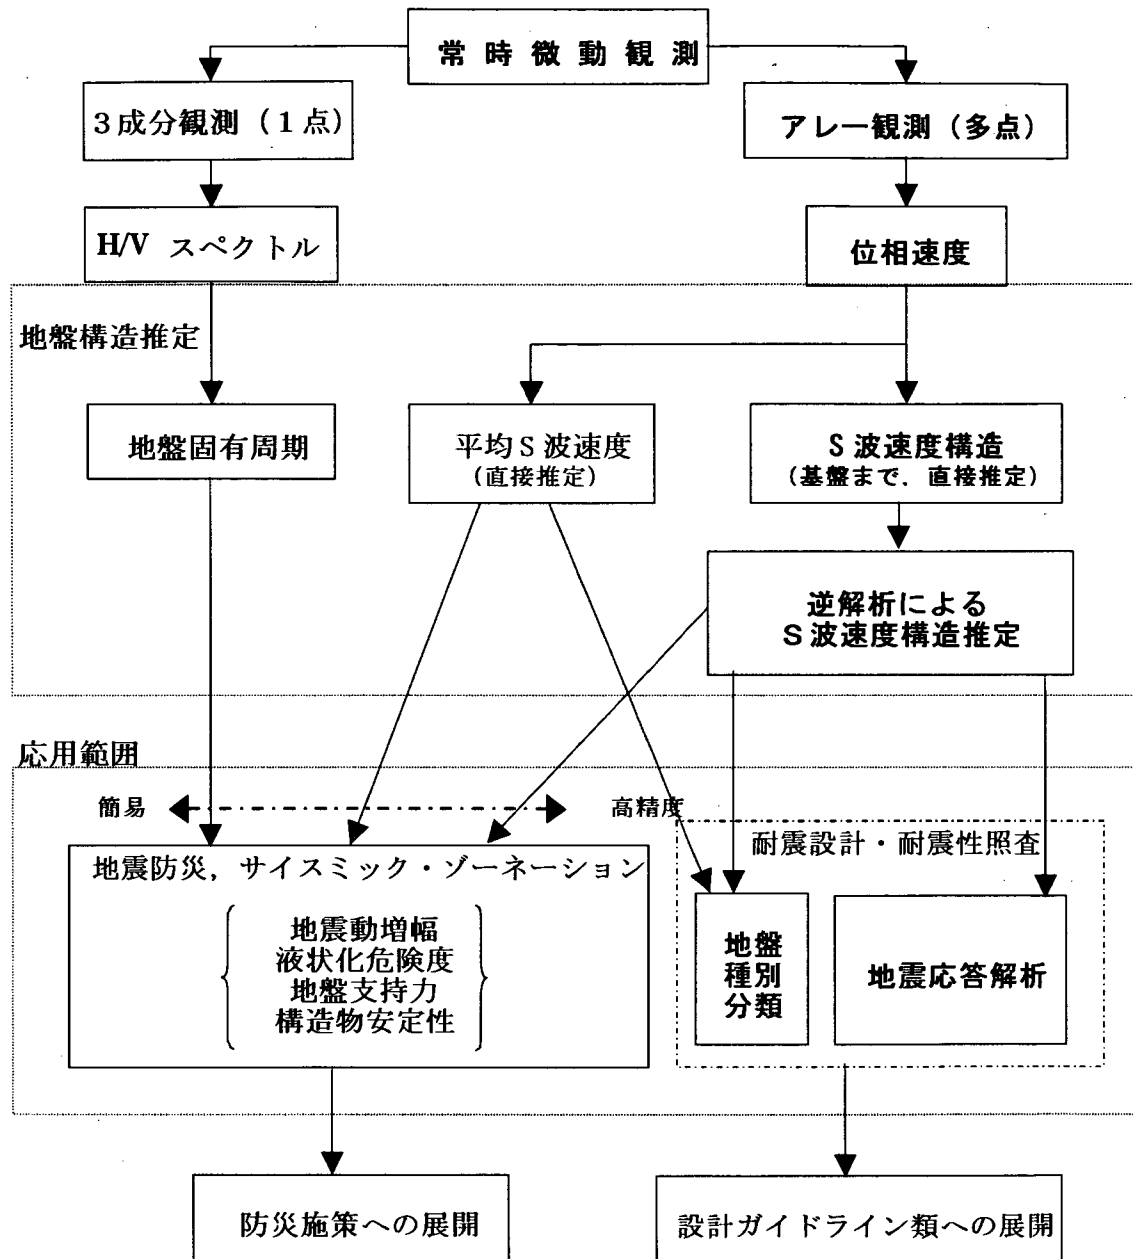 常時微動観測
3成分観測（1点）
アレー観測（多点）
H/V スペクトル
位相速度
地盤構造推定
地盤固有周期
平均S波速度
（直接推定）
S波速度構造
（基盤まで，直接推定）
逆解析による
S波速度構造推定
応用範囲
簡易
高精度
地震防災，サイスミック・ゾーネーション
地震動増幅
液状化危険度
地盤支持力
構造物安定性
耐震設計・耐震性照査
地盤
種別
分類
地震応答解析
防災施策への展開
設計ガイドライン類への展開